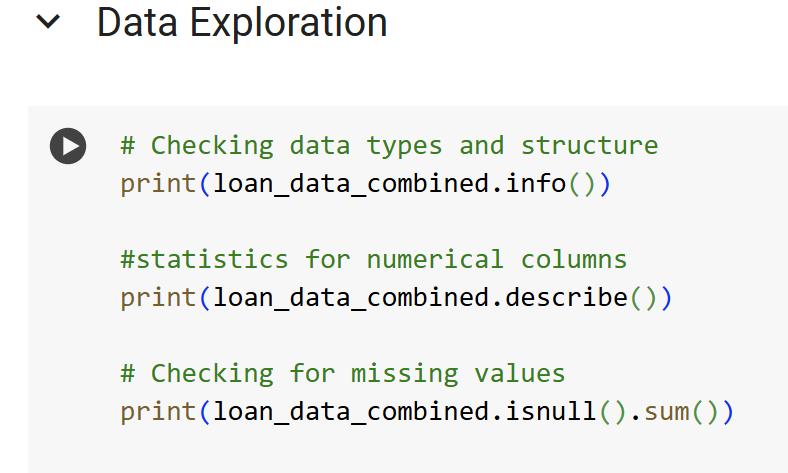 Data Exploration
# Checking data types and structure
print(loan_data_combined.info())
#statistics for numerical columns
print(loan_data_combined.describe())
# Checking for missing values
print(loan_data_combined.isnull().sum())